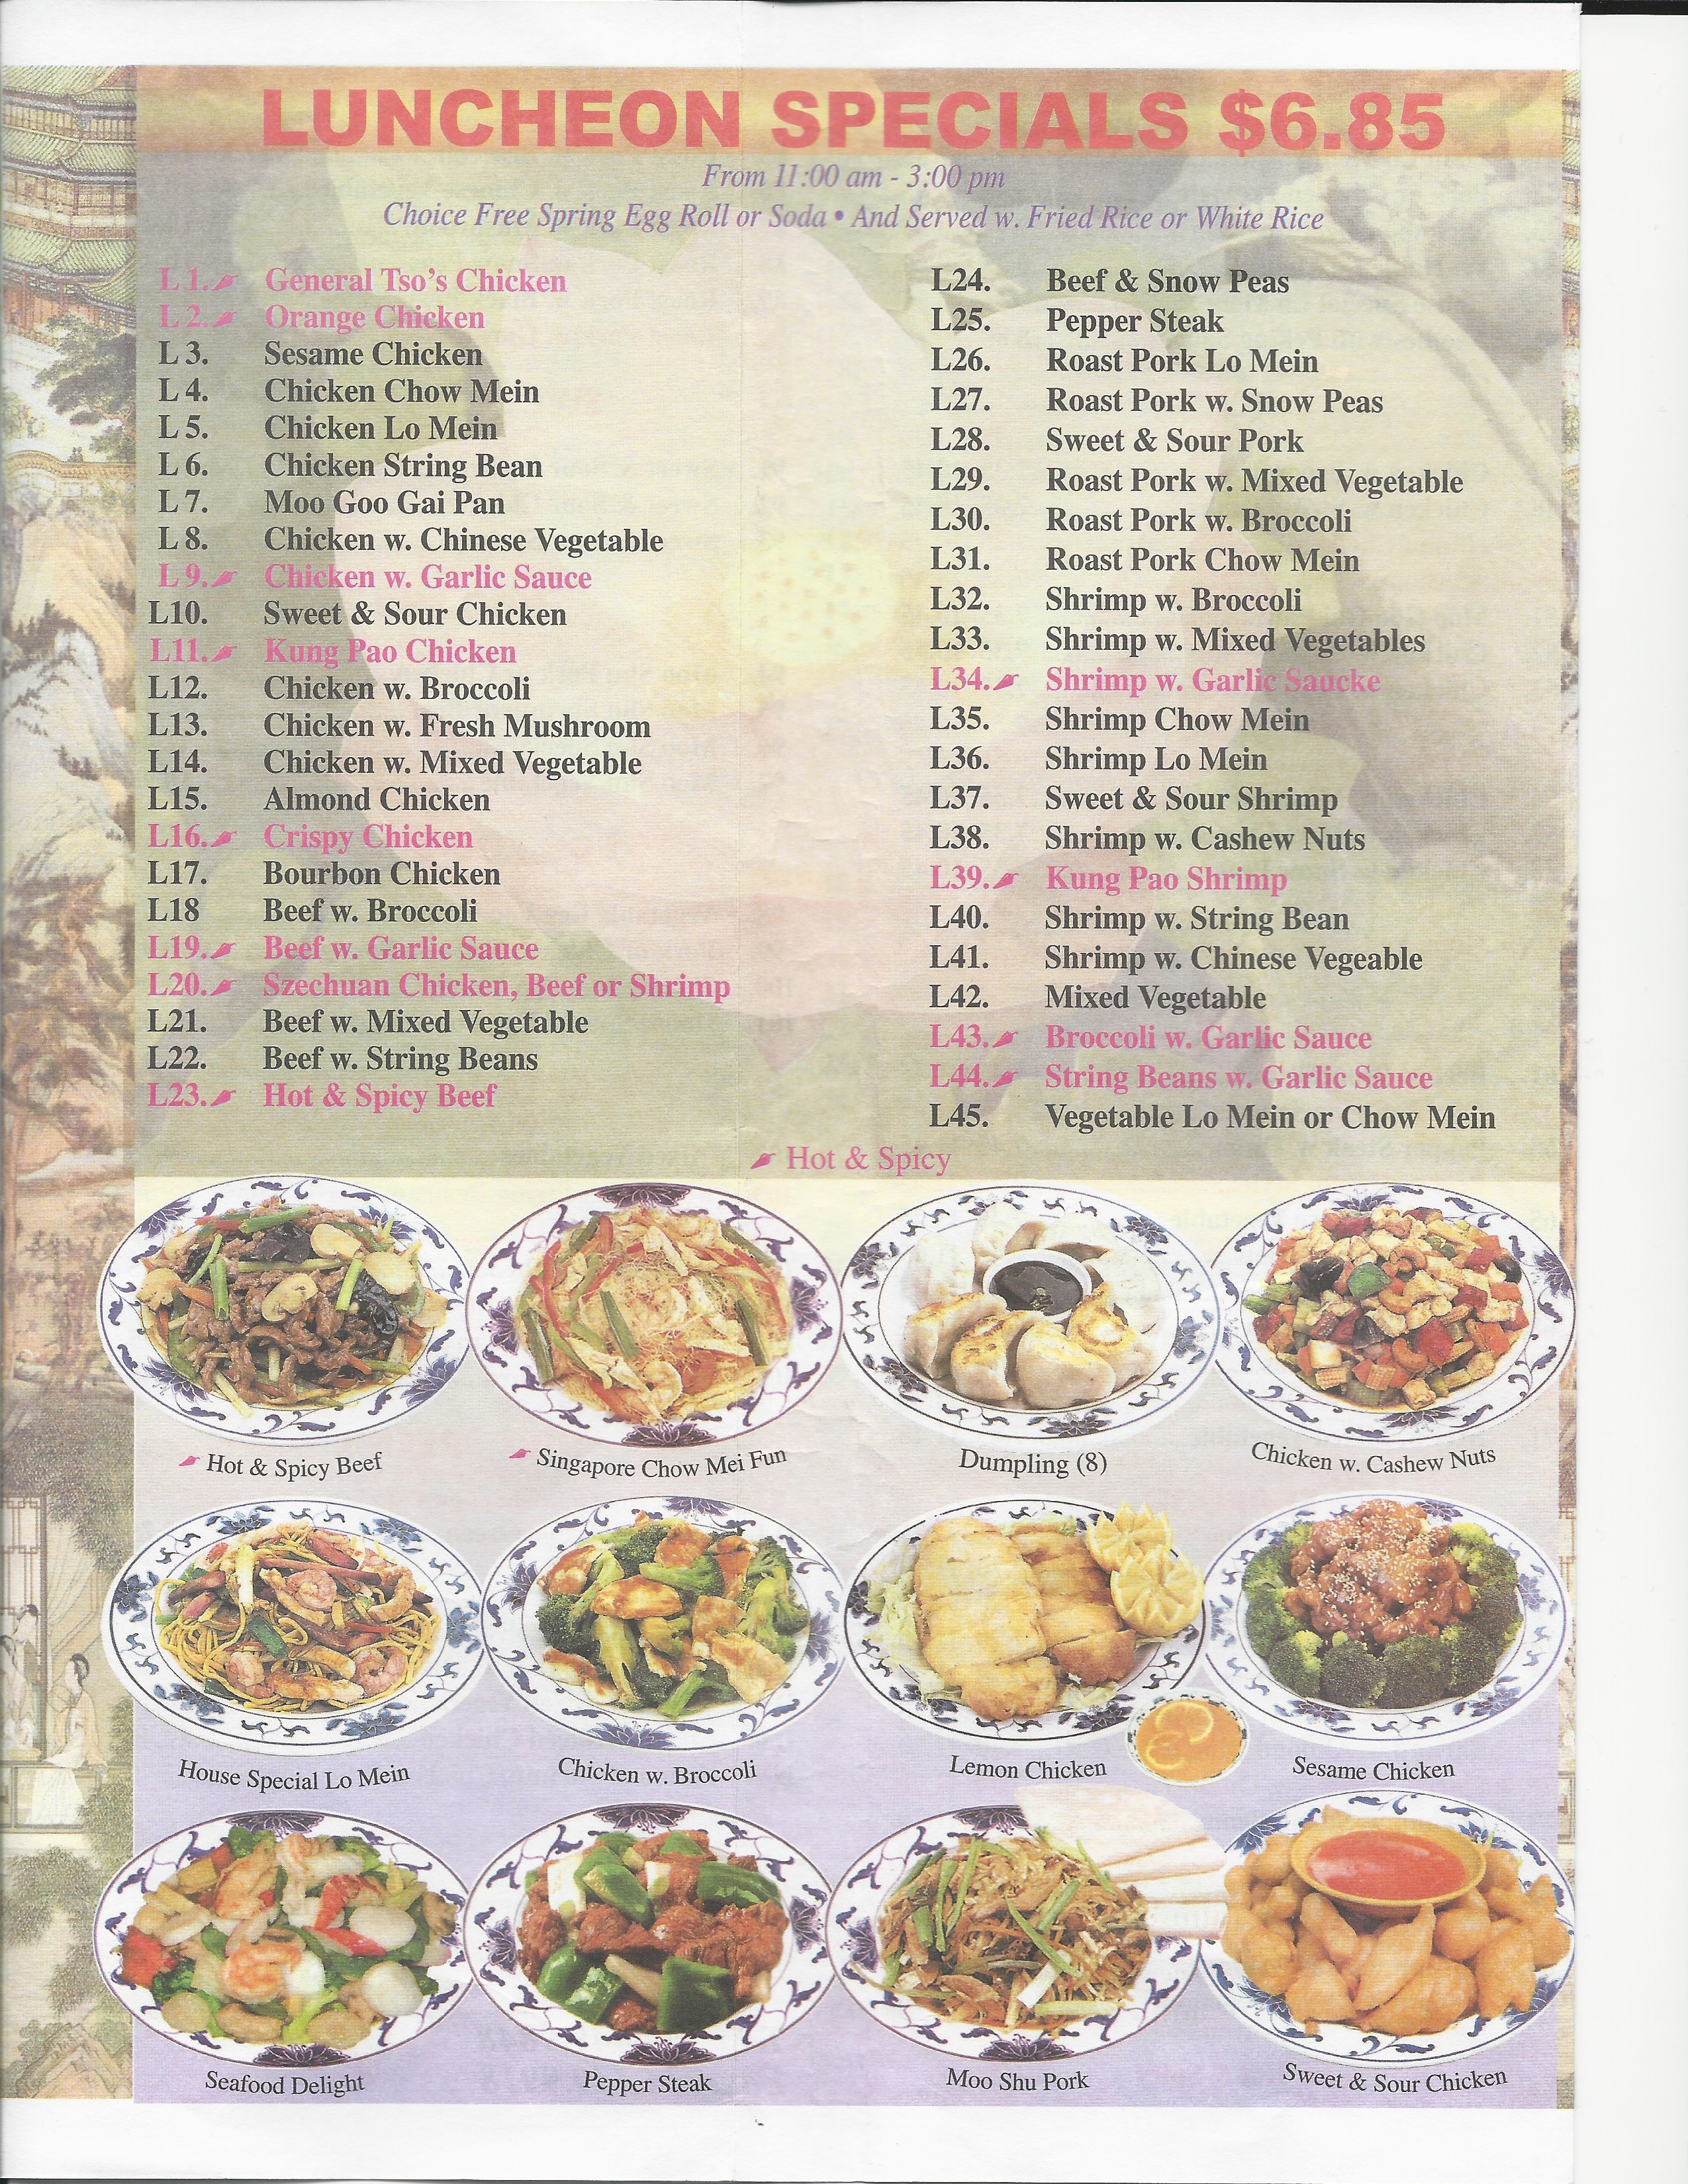 LUNCHEON SPECIALS $6.85
From 11:00 am - 3:00 pm
Choice Free Spring Egg Roll or Soda • And Served w. Fried Rice or White Rice
L 1. General Tso's Chicken
L 2. Orange Chicken
L 3. Sesame Chicken
L 4. Chicken Chow Mein
L 5. Chicken Lo Mein
L 6. Chicken String Bean
L 7. Moo Goo Gai Pan
L 8. Chicken w. Chinese Vegetable
L 9. Chicken w. Garlic Sauce
L10. Sweet & Sour Chicken
L11. Kung Pao Chicken
L12. Chicken w. Broccoli
L13. Chicken w. Fresh Mushroom
L14. Chicken w. Mixed Vegetable
L15. Almond Chicken
L16. Crispy Chicken
L17. Bourbon Chicken
L18 Beef w. Broccoli
L19. Beef w. Garlic Sauce
L20. Szechuan Chicken, Beef or Shrimp
L21. Beef w. Mixed Vegetable
L22. Beef w. String Beans
L23. Hot & Spicy Beef
L24. Beef & Snow Peas
L25. Pepper Steak
L26. Roast Pork Lo Mein
L27. Roast Pork w. Snow Peas
L28. Sweet & Sour Pork
L29. Roast Pork w. Mixed Vegetable
L30. Roast Pork w. Broccoli
L31. Roast Pork Chow Mein
L32. Shrimp w. Broccoli
L33. Shrimp w. Mixed Vegetables
L34. Shrimp w. Garlic Saucke
L35. Shrimp Chow Mein
L36. Shrimp Lo Mein
L37. Sweet & Sour Shrimp
L38. Shrimp w. Cashew Nuts
L39. Kung Pao Shrimp
L40. Shrimp w. String Bean
L41. Shrimp w. Chinese Vegeable
L42. Mixed Vegetable
L43. Broccoli w. Garlic Sauce
L44. String Beans w. Garlic Sauce
L45. Vegetable Lo Mein or Chow Mein
Hot & Spicy
Hot & Spicy Beef
Singapore Chow Mei Fun
Dumpling (8)
Chicken w. Cashew Nuts
House Special Lo Mein
Chicken w. Broccoli
Lemon Chicken
Sesame Chicken
Seafood Delight
Pepper Steak
Moo Shu Pork
Sweet & Sour Chicken